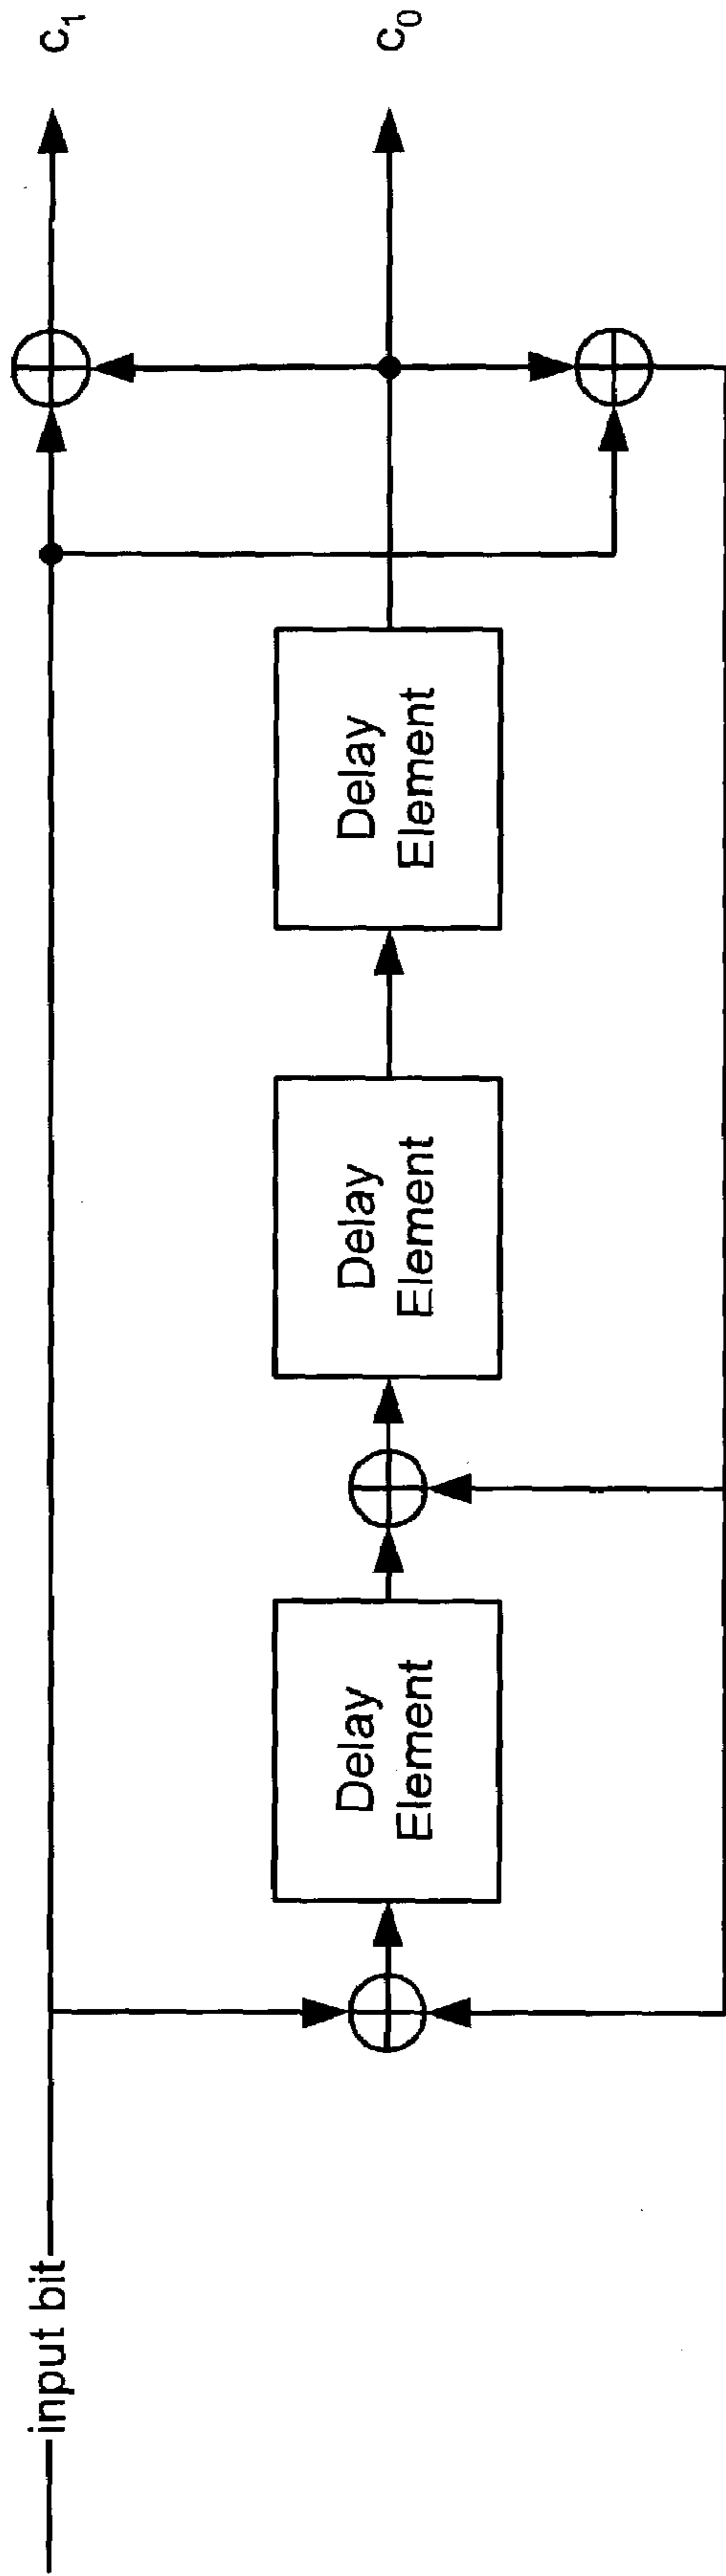 input bit
Delay
Element
Delay
Element
Delay
Element
c₁
c₀